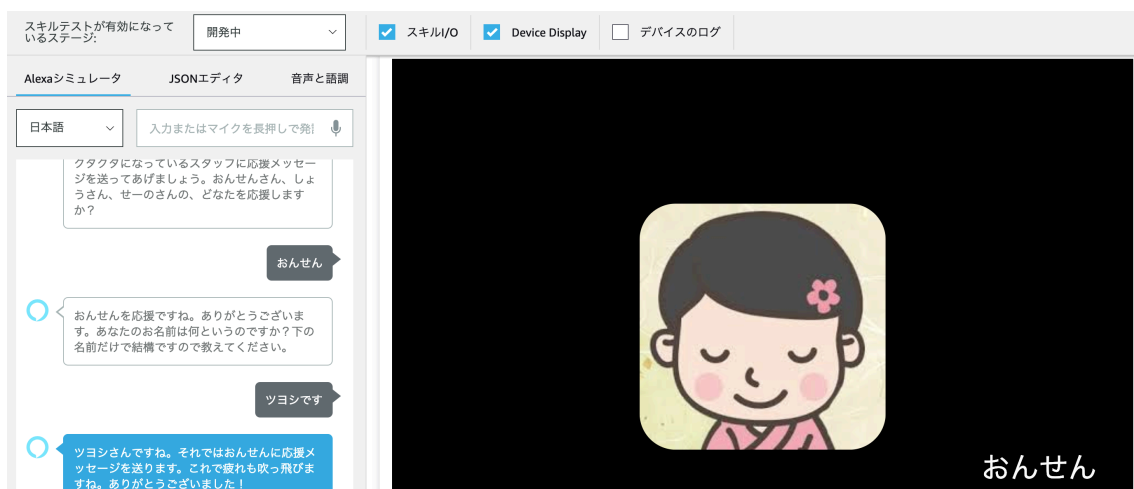 スキルテストが有効になって
いるステージ:
開発中
スキルI/O
Device Display
デバイスのログ
Alexaシミュレータ
JSONエディタ
音声と語調
日本語
入力またはマイクを長押しで発話
クタクタになっているスタッフに応援メッセー
ジを送ってあげましょう。おんせんさん、しょ
うさん、せーのさんの、どなたを応援します
か？
おんせん
おんせんを応援ですね。ありがとうございま
す。あなたのお名前は何というのですか？下の
名前だけで結構ですので教えてください。
ツヨシです
ツヨシさんですね。それではおんせんに応援メ
ッセージを送ります。これで疲れも吹っ飛びま
すね。ありがとうございました！
おんせん